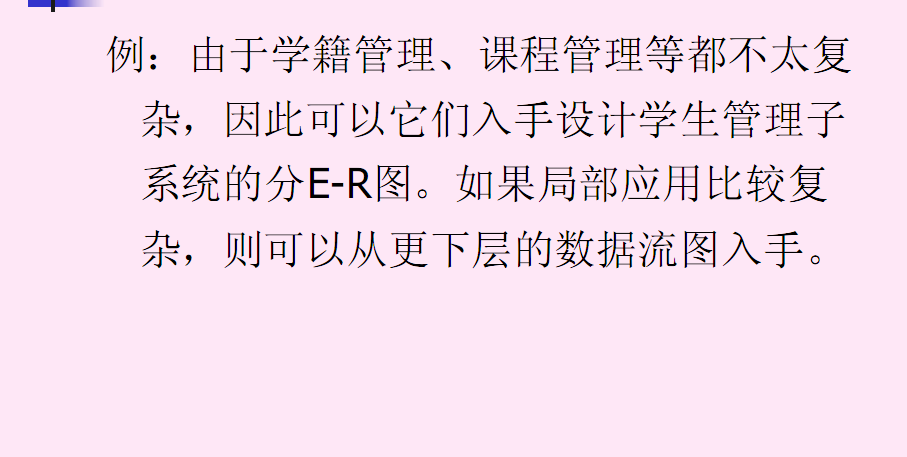 例：由于学籍管理、课程管理等都不太复
杂，因此可以它们入手设计学生管理子
系统的分E-R图。如果局部应用比较复
杂，则可以从更下层的数据流图入手。